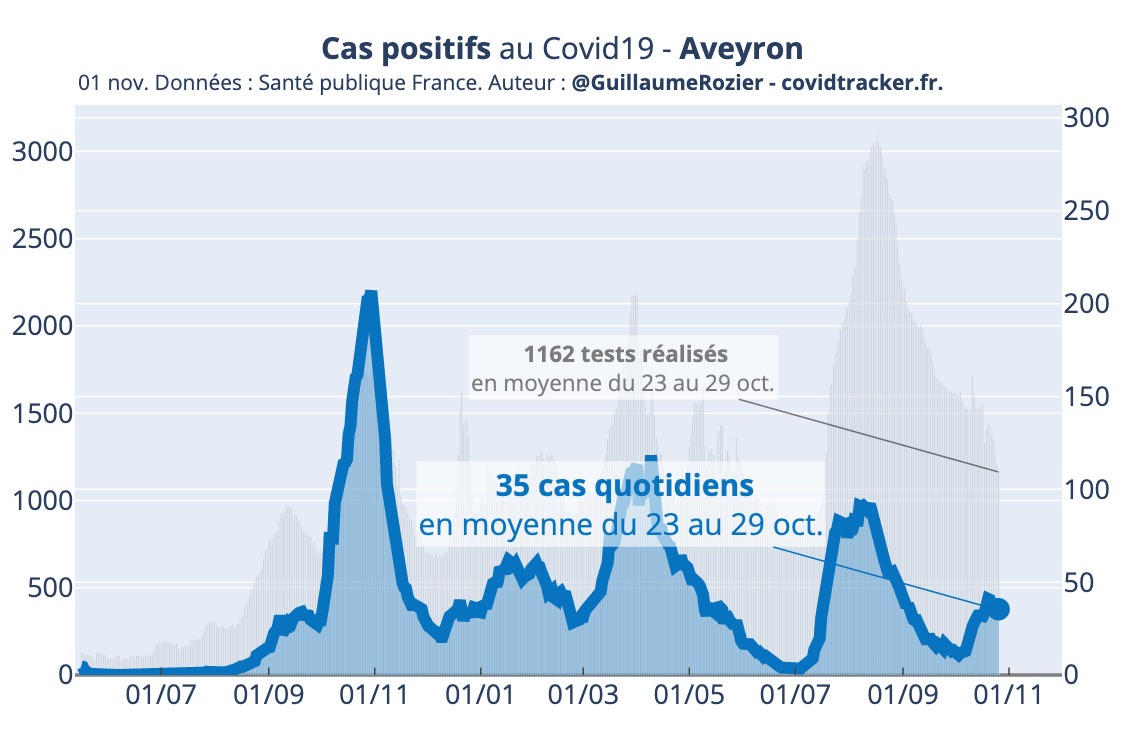 Cas positifs au Covid19 - Aveyron
01 nov. Données : Santé publique France. Auteur : @GuillaumeRozier - covidtracker.fr.
3000
2500
2000
1500
1000
500
0
300
250
200
150
100
50
0
1162 tests réalisés
en moyenne du 23 au 29 oct.
35 cas quotidiens
en moyenne du 23 au 29 oct.
01/07 01/09 01/11 01/01 01/03 01/05 01/07 01/09 01/11